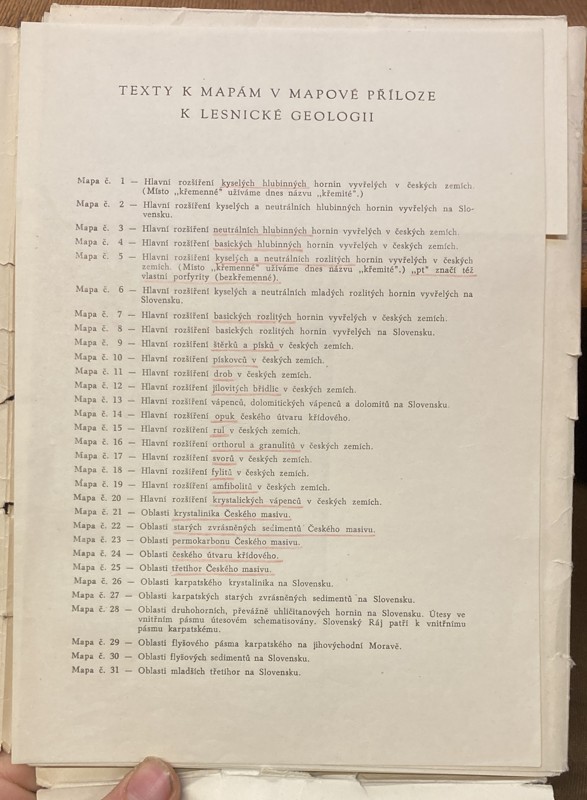 TEXTY K MAPÁM V MAPOVÉ PŘÍLOZE
K LESNICKÉ GEOLOGII
Mapa č. 1 — Hlavní rozšíření kyselých hlubinných hornin vyvřelých v českých zemích.
(Místo „křemenné" užíváme dnes názvu „křemité".)
Mapa č. 2 — Hlavní rozšíření kyselých a neutrálních hlubinných hornin vyvřelých na Slo-
vensku.
Mapa č. 3 — Hlavní rozšíření neutrálních hlubinných hornin vyvřelých v českých zemích.
Mapa č. 4 — Hlavní rozšíření basických hlubinných hornin vyvřelých v českých zemích.
Mapa č. 5 — Hlavní rozšíření kyselých a neutrálních rozlitých hornin vyvřelých v českých
zemích. (Místo „křemenné" užíváme dnes názvu „křemité".) „pt" značí též
vlastní porfyrity (bezkřemenné).
Mapa č. 6 — Hlavní rozšíření kyselých a neutrálních mladých rozlitých hornin vyvřelých na
Slovensku.
Mapa č. 7 — Hlavní rozšíření basických rozlitých hornin vyvřelých v českých zemích.
Mapa č. 8 — Hlavní rozšíření basických rozlitých hornin vyvřelých na Slovensku.
Mapa č. 9 — Hlavní rozšíření štěrků a písků v českých zemích.
Mapa č. 10 — Hlavní rozšíření pískovců v českých zemích.
Mapa č. 11 — Hlavní rozšíření drob v českých zemích.
Mapa č. 12 — Hlavní rozšíření jílovitých břidlic v českých zemích.
Mapa č. 13 — Hlavní rozšíření vápenců, dolomitických vápenců a dolomitů na Slovensku.
Mapa č. 14 — Hlavní rozšíření opuk českého útvaru křídového.
Mapa č. 15 — Hlavní rozšíření rul v českých zemích.
Mapa č. 16 — Hlavní rozšíření orthorul a granulitů v českých zemích.
Mapa č. 17 — Hlavní rozšíření svorů v českých zemích.
Mapa č. 18 — Hlavní rozšíření fylitů v českých zemích.
Mapa č. 19 — Hlavní rozšíření amfibolitů v českých zemích.
Mapa č. 20 — Hlavní rozšíření krystalických vápenců v českých zemích.
Mapa č. 21 — Oblasti krystalinika Českého masivu.
Mapa č. 22 — Oblasti starých zvrásněných sedimentů Českého masivu.
Mapa č. 23 — Oblasti permokarbonu Českého masivu.
Mapa č. 24 — Oblasti českého útvaru křídového.
Mapa č. 25 — Oblasti třetihor Českého masivu.
Mapa č. 26 — Oblasti karpatského krystalinika na Slovensku.
Mapa č. 27 — Oblasti karpatských starých zvrásněných sedimentů na Slovensku.
Mapa č. 28 — Oblasti druhohorních, převážně uhličitanových hornin na Slovensku. Útesy ve
vnitřním pásmu útesovém schematisovány. Slovenský Ráj patří k vnitřnímu
pásmu karpatskému.
Mapa č. 29 — Oblasti flyšového pásma karpatského na jihovýchodní Moravě.
Mapa č. 30 — Oblasti flyšových sedimentů na Slovensku.
Mapa č. 31 — Oblasti mladších třetihor na Slovensku.